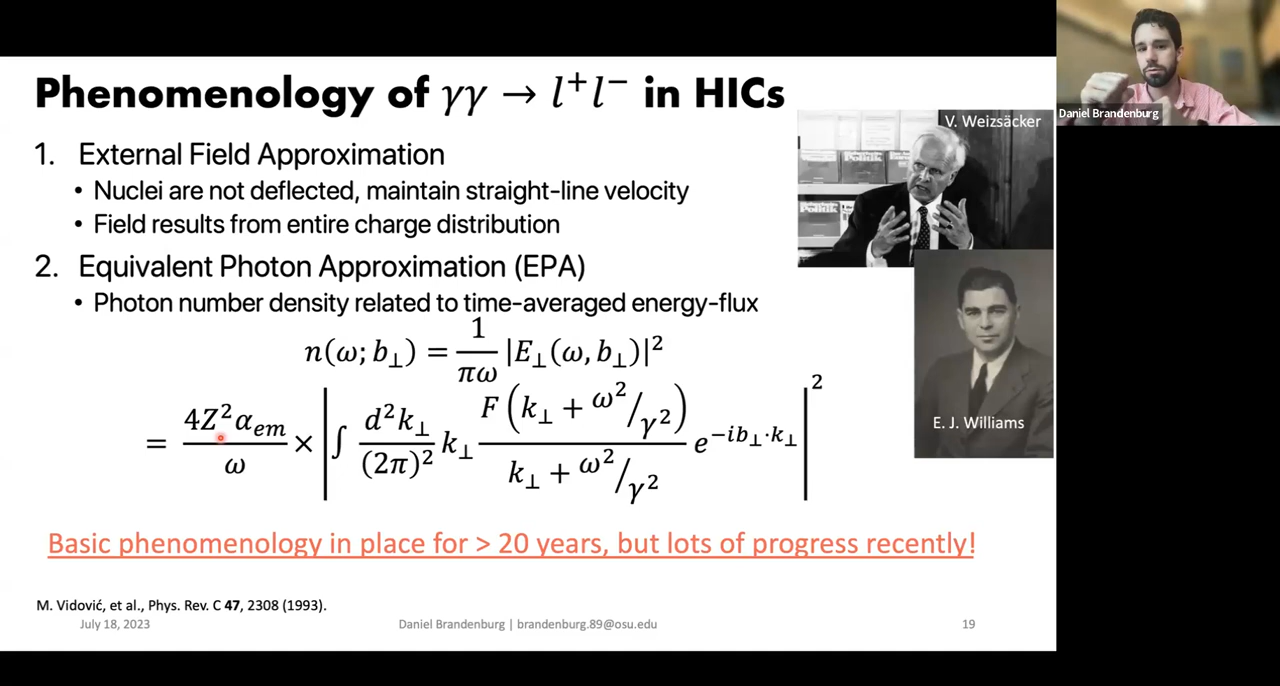 Phenomenology of γγ → l⁺l⁻ in HICs
1. External Field Approximation
• Nuclei are not deflected, maintain straight-line velocity
• Field results from entire charge distribution
2. Equivalent Photon Approximation (EPA)
• Photon number density related to time-averaged energy-flux
n(ω; b⊥) = 1/πω |E⊥(ω, b⊥)|²
= 4Z²αem/ω × |∫ d²k⊥/(2π)² k⊥ F(k⊥ + ω²/γ²)/(k⊥ + ω²/γ²) e^(−ib⊥·k⊥)|²
V. Weizsäcker
Politik
Politik
E. J. Williams
Basic phenomenology in place for > 20 years, but lots of progress recently!
M. Vidović, et al., Phys. Rev. C 47, 2308 (1993).
July 18, 2023
Daniel Brandenburg | brandenburg.89@osu.edu
19
Daniel Brandenburg